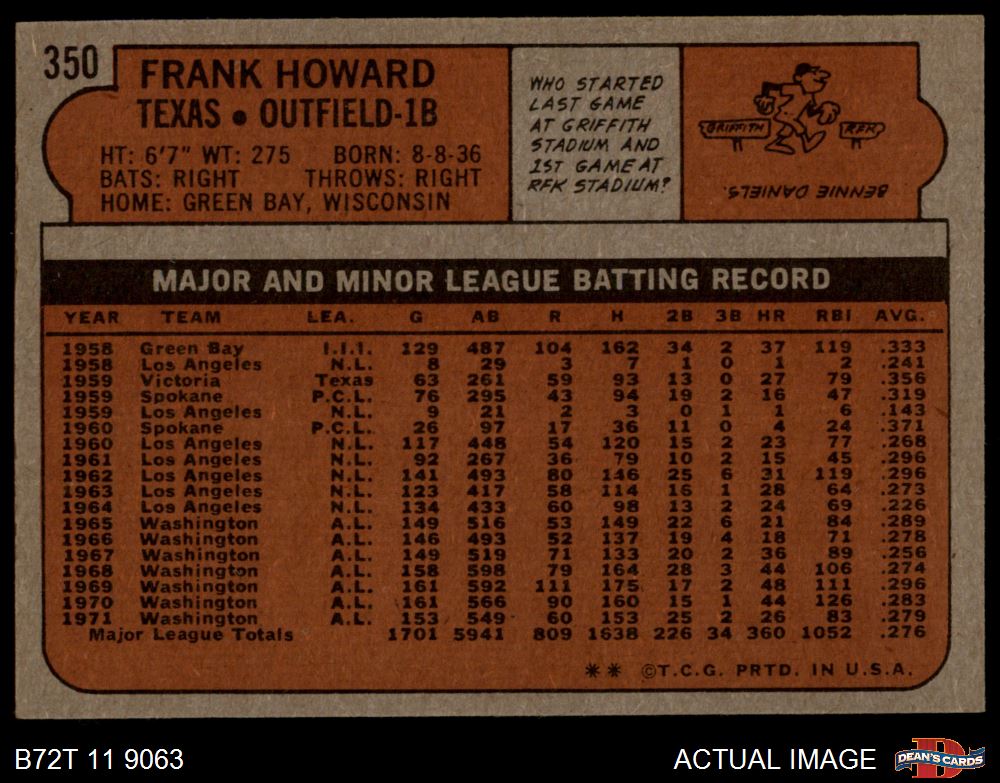 350
FRANK HOWARD
TEXAS • OUTFIELD-1B
HT: 6'7" WT: 275 BORN: 8-8-36
BATS: RIGHT THROWS: RIGHT
HOME: GREEN BAY, WISCONSIN
WHO STARTED
LAST GAME
AT GRIFFITH
STADIUM AND
1ST GAME AT
RFK STADIUM?
GRIFFITH RFK
BENNIE DANIELS.
MAJOR AND MINOR LEAGUE BATTING RECORD
YEAR TEAM LEA. G AB R H 2B 3B HR RBI AVG.
1958 Green Bay I.I.I. 129 487 104 162 34 2 37 119 .333
1958 Los Angeles N.L. 8 29 3 7 1 0 1 2 .241
1959 Victoria Texas 63 261 59 93 13 0 27 79 .356
1959 Spokane P.C.L. 76 295 43 94 19 2 16 47 .319
1959 Los Angeles N.L. 9 21 2 3 0 1 1 6 .143
1960 Spokane P.C.L. 26 97 17 36 11 0 4 24 .371
1960 Los Angeles N.L. 117 448 54 120 15 2 23 77 .268
1961 Los Angeles N.L. 92 267 36 79 10 2 15 45 .296
1962 Los Angeles N.L. 141 493 80 146 25 6 31 119 .296
1963 Los Angeles N.L. 123 417 58 114 16 1 28 64 .273
1964 Los Angeles N.L. 134 433 60 98 13 2 24 69 .226
1965 Washington A.L. 149 516 53 149 22 6 21 84 .289
1966 Washington A.L. 146 493 52 137 19 4 18 71 .278
1967 Washington A.L. 149 519 71 133 20 2 36 89 .256
1968 Washington A.L. 158 598 79 164 28 3 44 106 .274
1969 Washington A.L. 161 592 111 175 17 2 48 111 .296
1970 Washington A.L. 161 566 90 160 15 1 44 126 .283
1971 Washington A.L. 153 549 60 153 25 2 26 83 .279
Major League Totals 1701 5941 809 1638 226 34 360 1052 .276
** ©T.C.G. PRTD. IN U.S.A.
B72T 11 9063
ACTUAL IMAGE
D
DEAN'S CARDS